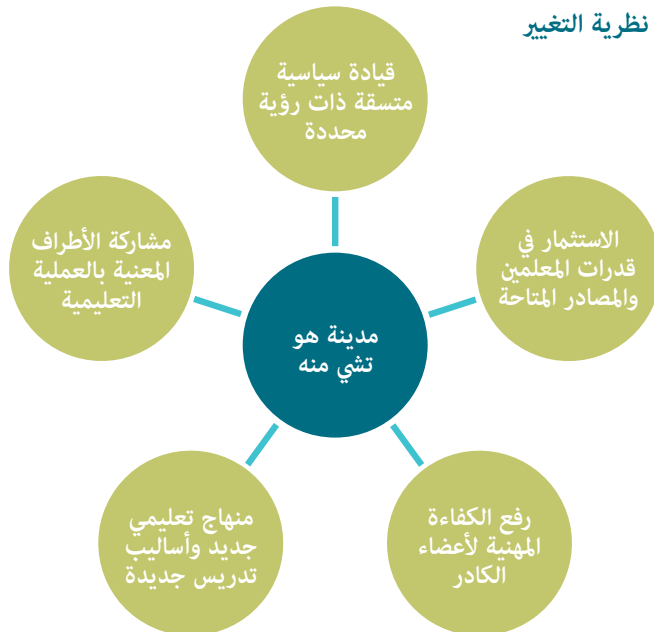 نظرية التغيير
قيادة سياسية
متسقة ذات رؤية
محددة
الاستثمار في
قدرات المعلمين
والمصادر المتاحة
رفع الكفاءة
المهنية لأعضاء
الكادر
منهاج تعليمي
جديد وأساليب
تدريس جديدة
مشاركة الأطراف
المعنية بالعملية
التعليمية
مدينة هو
تشي منه